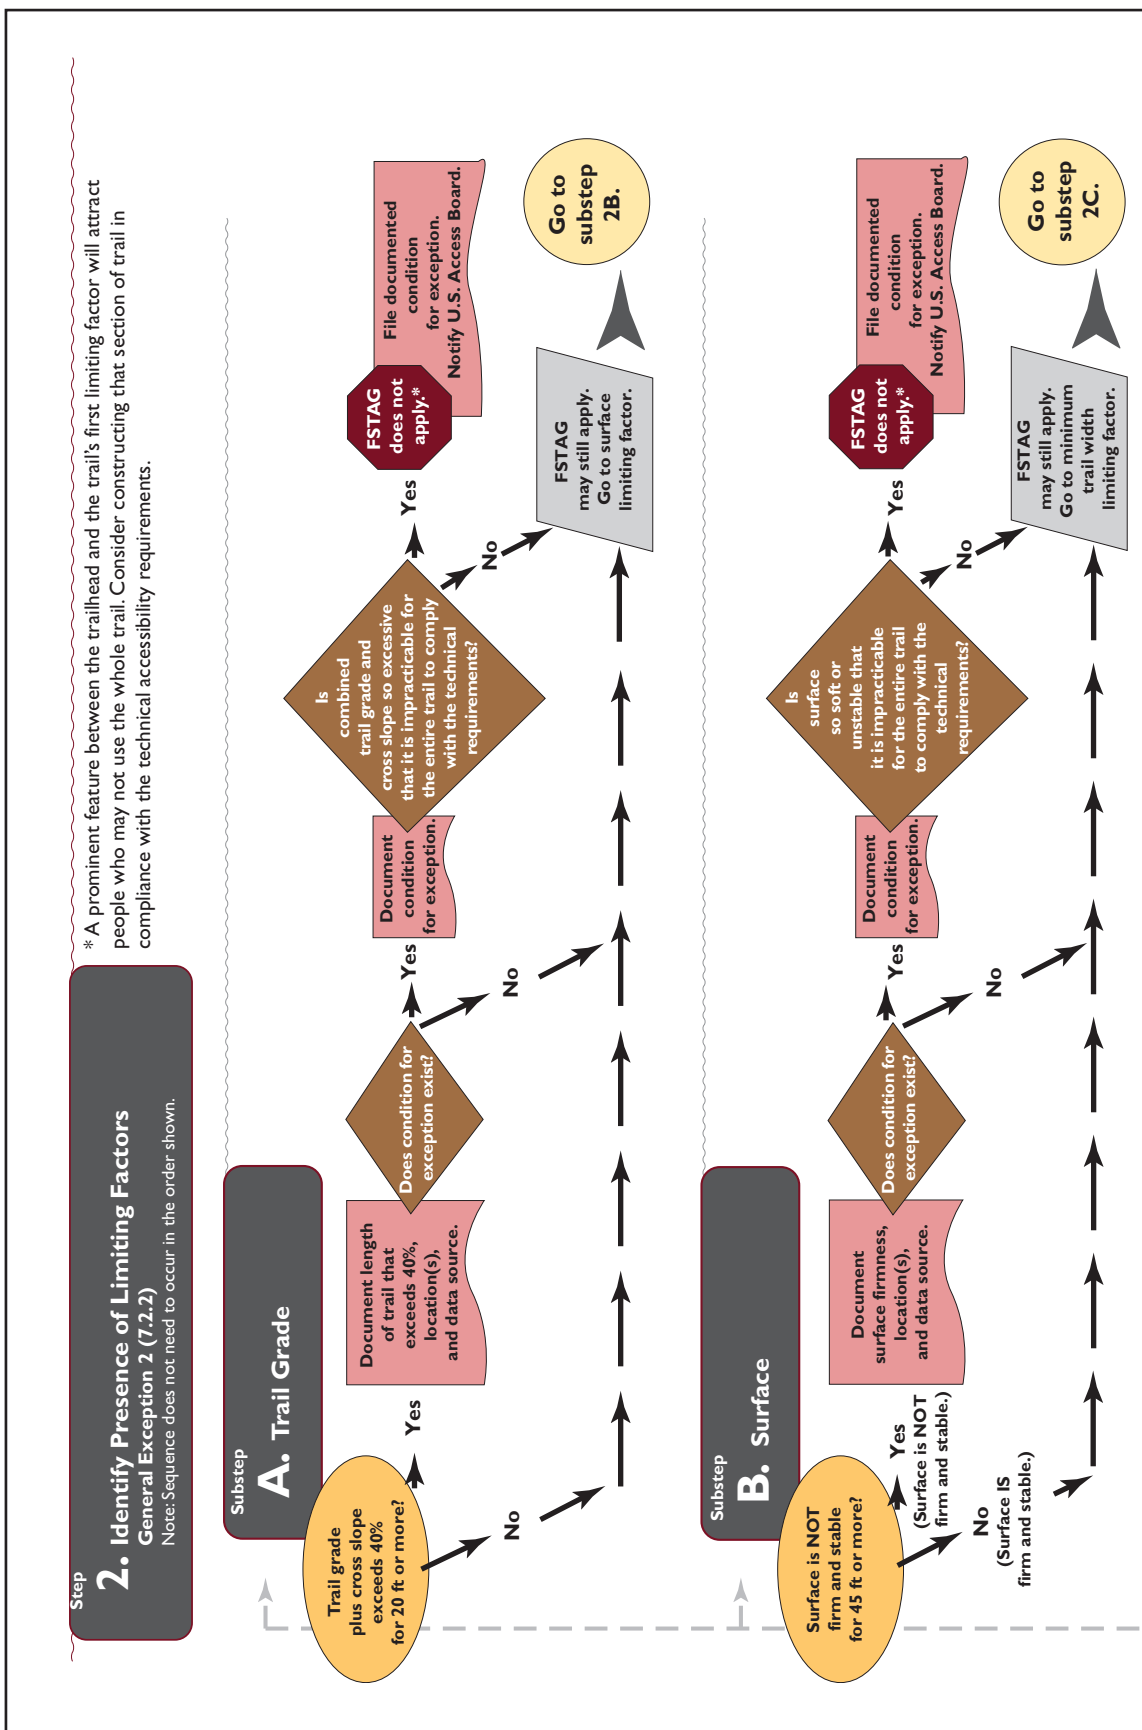 Step
2. Identify Presence of Limiting Factors
General Exception 2 (7.2.2)
Note: Sequence does not need to occur in the order shown.
* A prominent feature between the trailhead and the trail's first limiting factor will attract
people who may not use the whole trail. Consider constructing that section of trail in
compliance with the technical accessibility requirements.
Substep
A. Trail Grade
Trail grade
plus cross slope
exceeds 40%
for 20 ft or more?
Yes
No
Document length
of trail that
exceeds 40%,
location(s),
and data source.
Does condition for
exception exist?
Yes
No
Document
condition
for exception.
Is
combined
trail grade and
cross slope so excessive
that it is impracticable for
the entire trail to comply
with the technical
requirements?
Yes
No
FSTAG
does not
apply.*
File documented
condition
for exception.
Notify U.S. Access Board.
FSTAG
may still apply.
Go to surface
limiting factor.
Go to
substep
2B.
Substep
B. Surface
Surface is NOT
firm and stable
for 45 ft or more?
Yes
(Surface is NOT
firm and stable.)
No
(Surface IS
firm and stable.)
Document
surface firmness,
location(s),
and data source.
Does condition for
exception exist?
Yes
No
Document
condition
for exception.
Is
surface
so soft or
unstable that
it is impracticable
for the entire trail
to comply with the
technical
requirements?
Yes
No
FSTAG
does not
apply.*
File documented
condition
for exception.
Notify U.S. Access Board.
FSTAG
may still apply.
Go to minimum
trail width
limiting factor.
Go to
substep
2C.